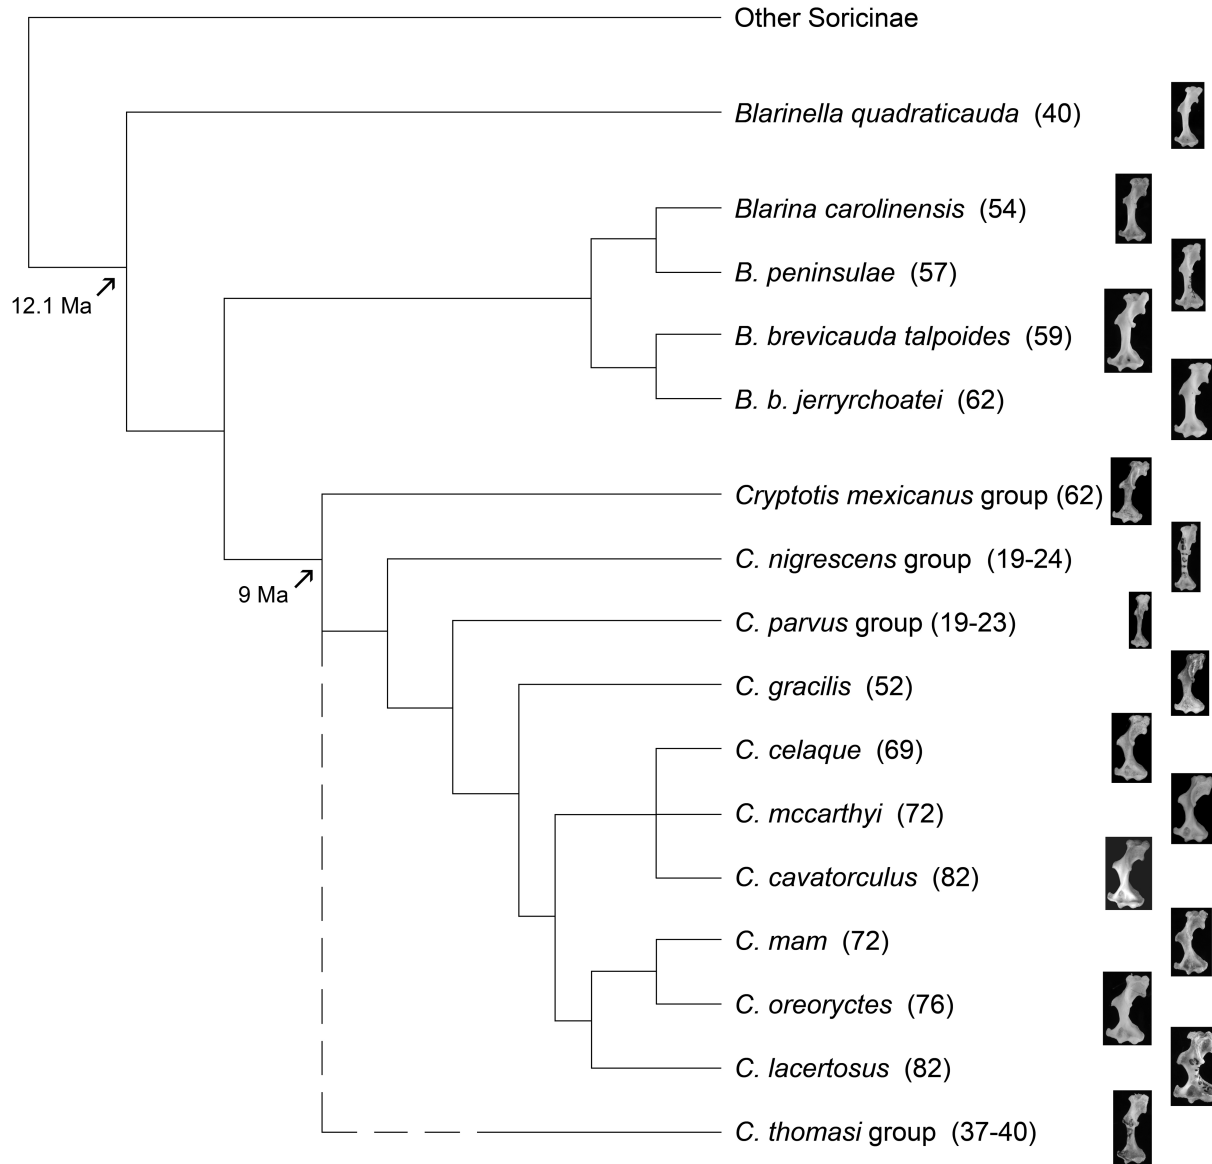 Other Soricinae
Blarinella quadraticauda (40)
Blarina carolinensis (54)
B. peninsulae (57)
12.1 Ma
B. brevicauda talpoides (59)
B. b. jerryrchoatei (62)
Cryptotis mexicanus group (62)
C. nigrescens group (19-24)
9 Ma
C. parvus group (19-23)
C. gracilis (52)
C. celaque (69)
C. mccarthyi (72)
C. cavatorculus (82)
C. mam (72)
C. oreoryctes (76)
C. lacertosus (82)
C. thomasi group (37-40)